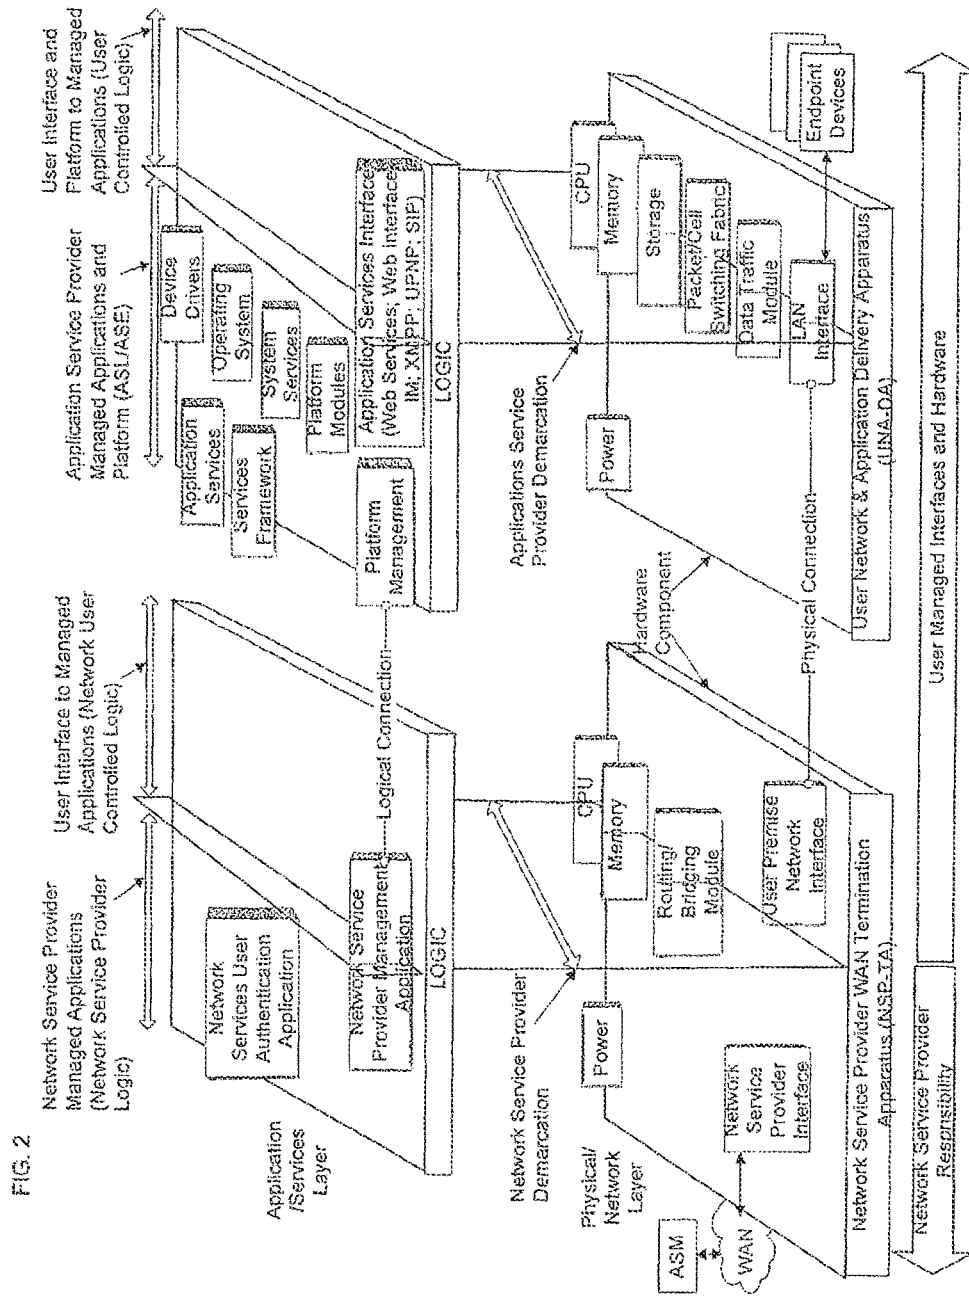 FIG. 2
Network Service Provider
Managed Applications
(Network Service Provider
Logic)
User Interface to Managed
Applications (Network User
Controlled Logic)
Application Service Provider
Managed Applications and
Platform (ASL/ASE)
User Interface and
Platform to Managed
Applications (User
Controlled Logic)
Application
/Services
Layer
Network
Services User
Authentication
Application
Network Service
Provider Management
Application
LOGIC
Logical Connection
Platform
Management
Application
Services
Services
Framework
Device
Drivers
Operating
System
System
Services
Platform
Modules
Application Services Interface
(Web Services; Web Interface
IM; XMPP; UPNP; SIP)
LOGIC
Network Service Provider
Demarcation
Applications Service
Provider Demarcation
Physical/
Network
Layer
Power
CPU
Memory
Routing/
Bridging
Module
User Premise
Network
Interface
Network
Service
Provider
Interface
ASM
WAN
Network Service Provider WAN Termination
Apparatus (NSP-TA)
Hardware
Component
Physical Connection
Power
CPU
Memory
Storage
Packet/Cell
Switching Fabric
Data Traffic
Module
LAN
Interface
Endpoint
Devices
User Network & Application Delivery Apparatus
(UNA-DA)
Network Service Provider
Respnsibility
User Managed Interfaces and Hardware